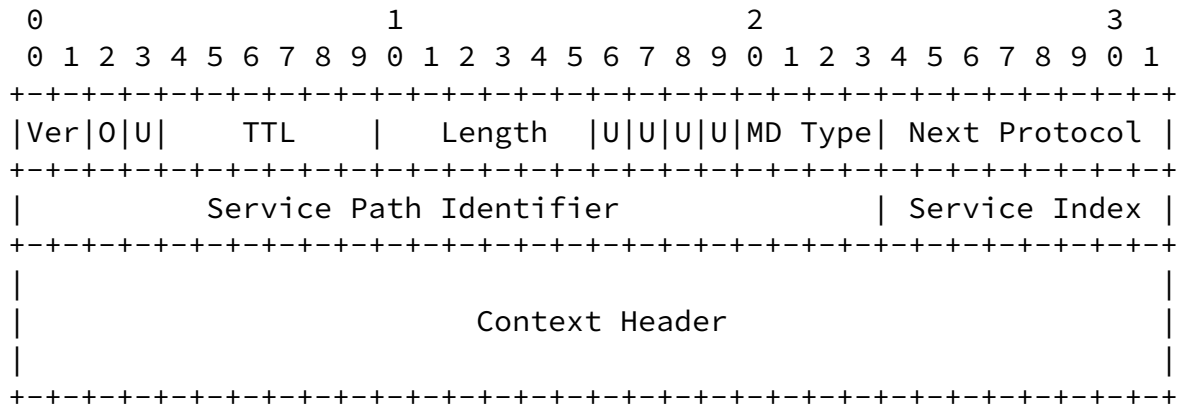 0                   1                   2                   3
 0 1 2 3 4 5 6 7 8 9 0 1 2 3 4 5 6 7 8 9 0 1 2 3 4 5 6 7 8 9 0 1
+-+-+-+-+-+-+-+-+-+-+-+-+-+-+-+-+-+-+-+-+-+-+-+-+-+-+-+-+-+-+-+-+
|Ver|O|U|    TTL    |   Length  |U|U|U|U|MD Type| Next Protocol |
+-+-+-+-+-+-+-+-+-+-+-+-+-+-+-+-+-+-+-+-+-+-+-+-+-+-+-+-+-+-+-+-+
|          Service Path Identifier              | Service Index |
+-+-+-+-+-+-+-+-+-+-+-+-+-+-+-+-+-+-+-+-+-+-+-+-+-+-+-+-+-+-+-+-+
|                                                               |
|                         Context Header                        |
|                                                               |
+-+-+-+-+-+-+-+-+-+-+-+-+-+-+-+-+-+-+-+-+-+-+-+-+-+-+-+-+-+-+-+-+